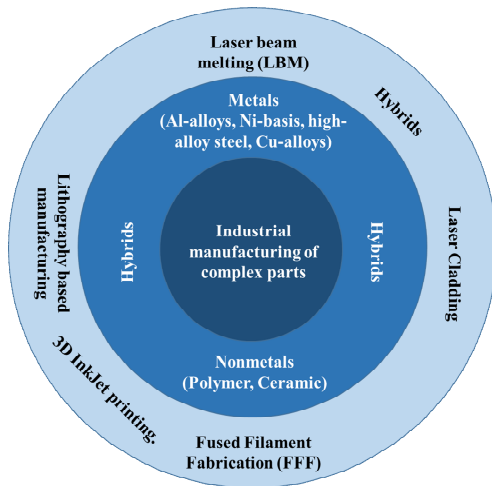 Laser beam
melting (LBM)
Hybrids
Metals
(Al-alloys, Ni-basis, high-
alloy steel, Cu-alloys)
Lithography based
manufacturing
Hybrids
Industrial
manufacturing of
complex parts
Hybrids
Laser Cladding
Nonmetals
(Polymer, Ceramic)
3D InkJet printing.
Fused Filament
Fabrication (FFF)